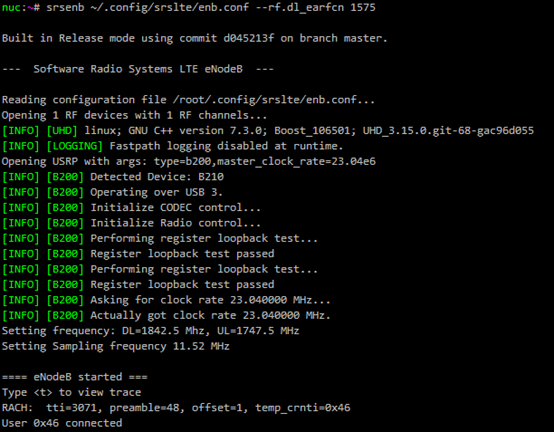 nuc:~# srsenb ~/.config/srslte/enb.conf --rf.dl_earfcn 1575
Built in Release mode using commit d045213f on branch master.
---  Software Radio Systems LTE eNodeB  ---
Reading configuration file /root/.config/srslte/enb.conf...
Opening 1 RF devices with 1 RF channels...
[INFO] [UHD] linux; GNU C++ version 7.3.0; Boost_106501; UHD_3.15.0.git-68-gac96d055
[INFO] [LOGGING] Fastpath logging disabled at runtime.
Opening USRP with args: type=b200,master_clock_rate=23.04e6
[INFO] [B200] Detected Device: B210
[INFO] [B200] Operating over USB 3.
[INFO] [B200] Initialize CODEC control...
[INFO] [B200] Initialize Radio control...
[INFO] [B200] Performing register loopback test...
[INFO] [B200] Register loopback test passed
[INFO] [B200] Performing register loopback test...
[INFO] [B200] Register loopback test passed
[INFO] [B200] Asking for clock rate 23.040000 MHz...
[INFO] [B200] Actually got clock rate 23.040000 MHz.
Setting frequency: DL=1842.5 Mhz, UL=1747.5 MHz
Setting Sampling frequency 11.52 MHz
==== eNodeB started ===
Type <t> to view trace
RACH:  tti=3071, preamble=48, offset=1, temp_crnti=0x46
User 0x46 connected